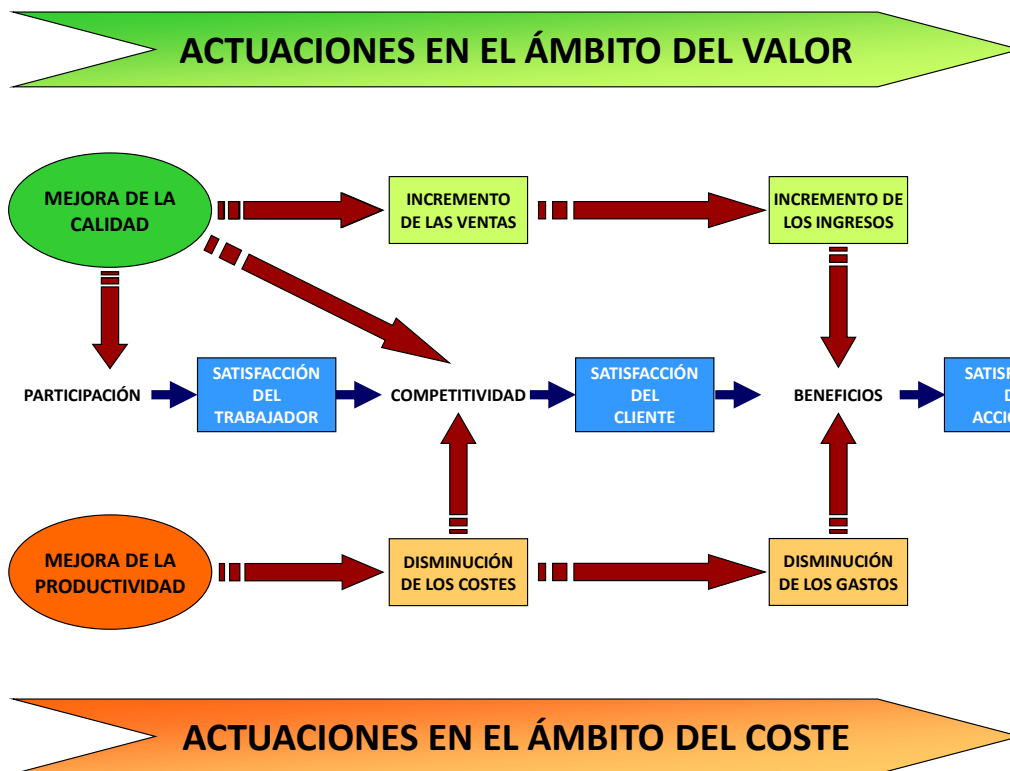 ACTUACIONES EN EL ÁMBITO DEL VALOR
MEJORA DE LA
CALIDAD
INCREMENTO
DE LAS VENTAS
INCREMENTO DE
LOS INGRESOS
PARTICIPACIÓN
SATISFACCIÓN
DEL
TRABAJADOR
COMPETITIVIDAD
SATISFACCIÓN
DEL
CLIENTE
BENEFICIOS
MEJORA DE LA
PRODUCTIVIDAD
DISMINUCIÓN
DE LOS COSTES
DISMINUCIÓN
DE LOS GASTOS
ACTUACIONES EN EL ÁMBITO DEL COSTE